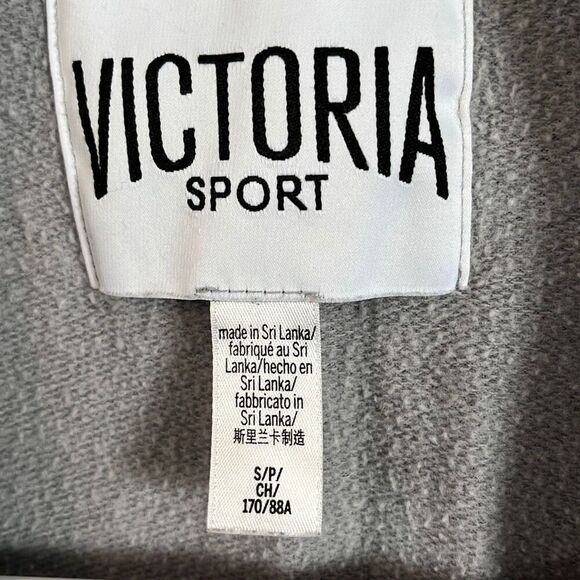 VICTORIA
SPORT
made in Sri Lanka/
fabriqué au Sri
Lanka/hecho en
Sri Lanka/
fabbricato in
Sri Lanka/
斯里兰卡制造
S/P/
CH/
170/88A